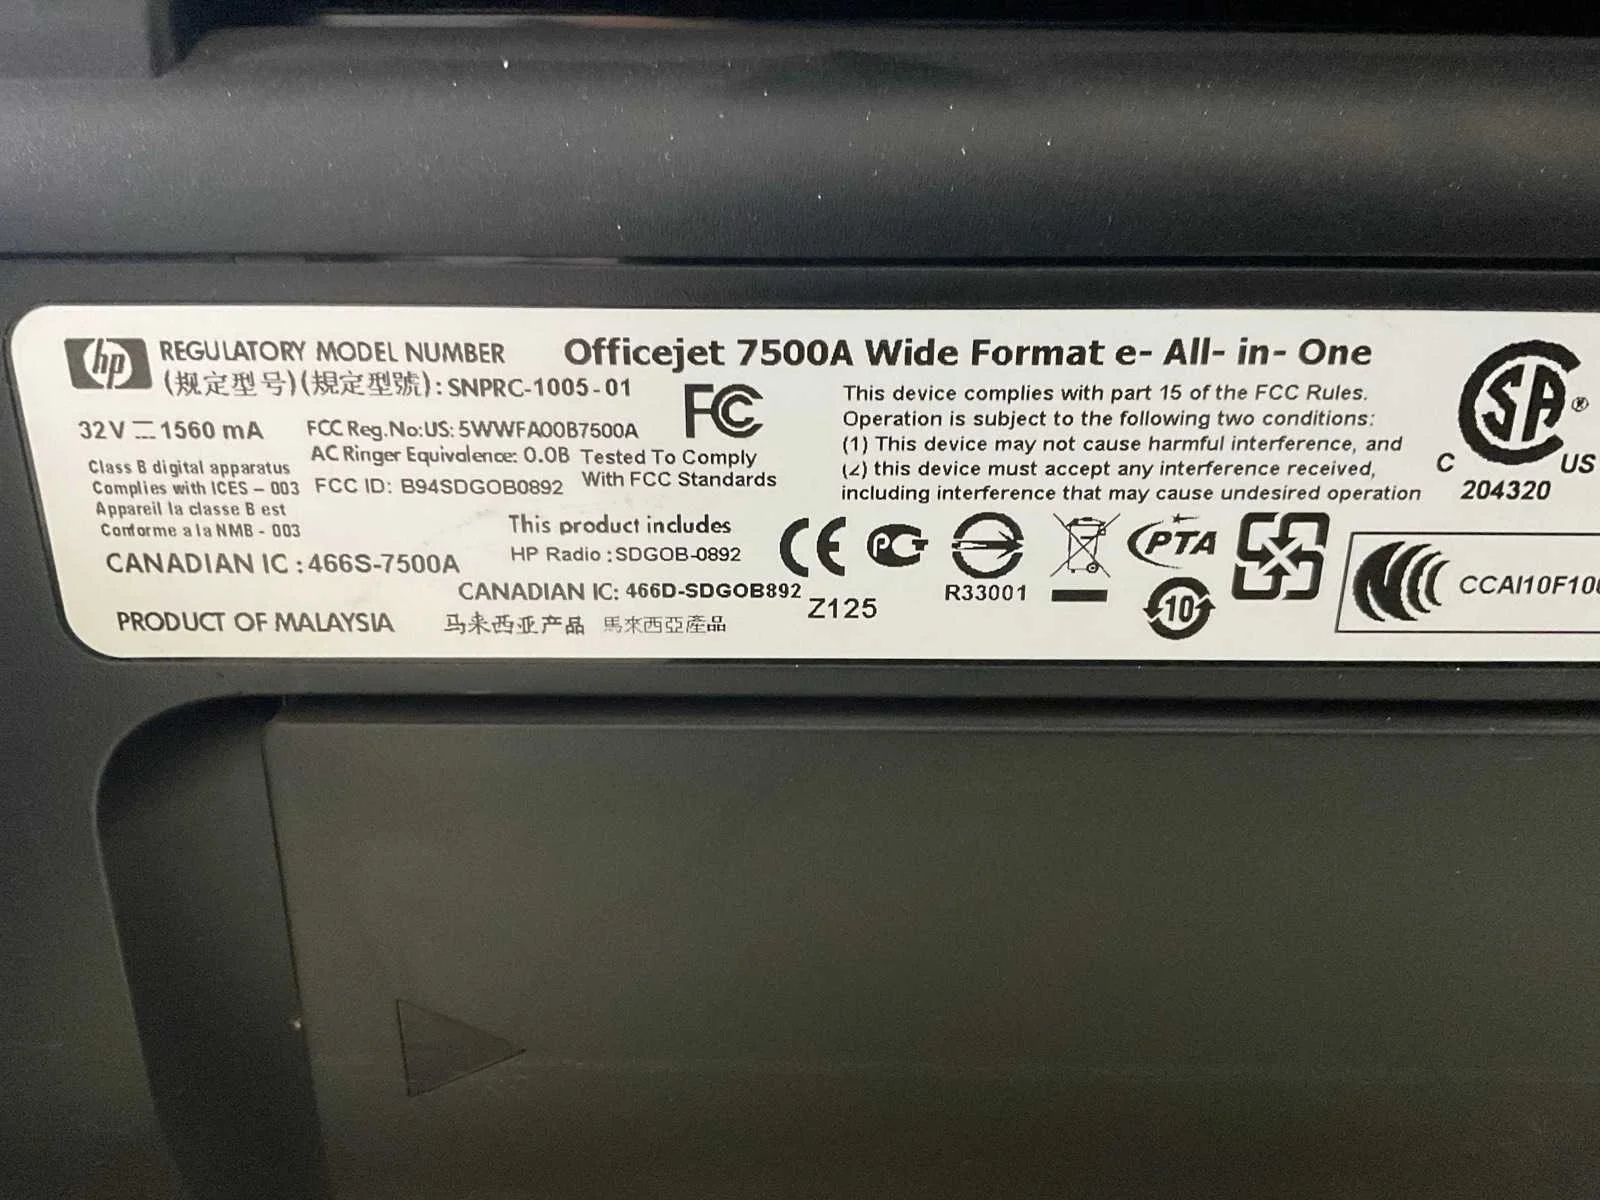 hp REGULATORY MODEL NUMBER
(规定型号)(規定型號): SNPRC-1005-01
Officejet 7500A Wide Format e- All- in- One
32V ⎓ 1560 mA
FCC Reg.No:US: 5WWFA00B7500A
AC Ringer Equivalence: 0.0B
FCC ID: B94SDGOB0892
FC
Tested To Comply
With FCC Standards
Class B digital apparatus
Complies with ICES – 003
Appareil la classe B est
Conforme a la NMB - 003
This device complies with part 15 of the FCC Rules.
Operation is subject to the following two conditions:
(1) This device may not cause harmful interference, and
(2) this device must accept any interference received,
including interference that may cause undesired operation
SA®
C US
204320
CANADIAN IC : 466S-7500A
This product includes
HP Radio : SDGOB-0892
CANADIAN IC: 466D-SDGOB892
PRODUCT OF MALAYSIA
马来西亚产品 馬來西亞產品
CE
Z125
PG
R33001
PTA
10
CCAI10F10